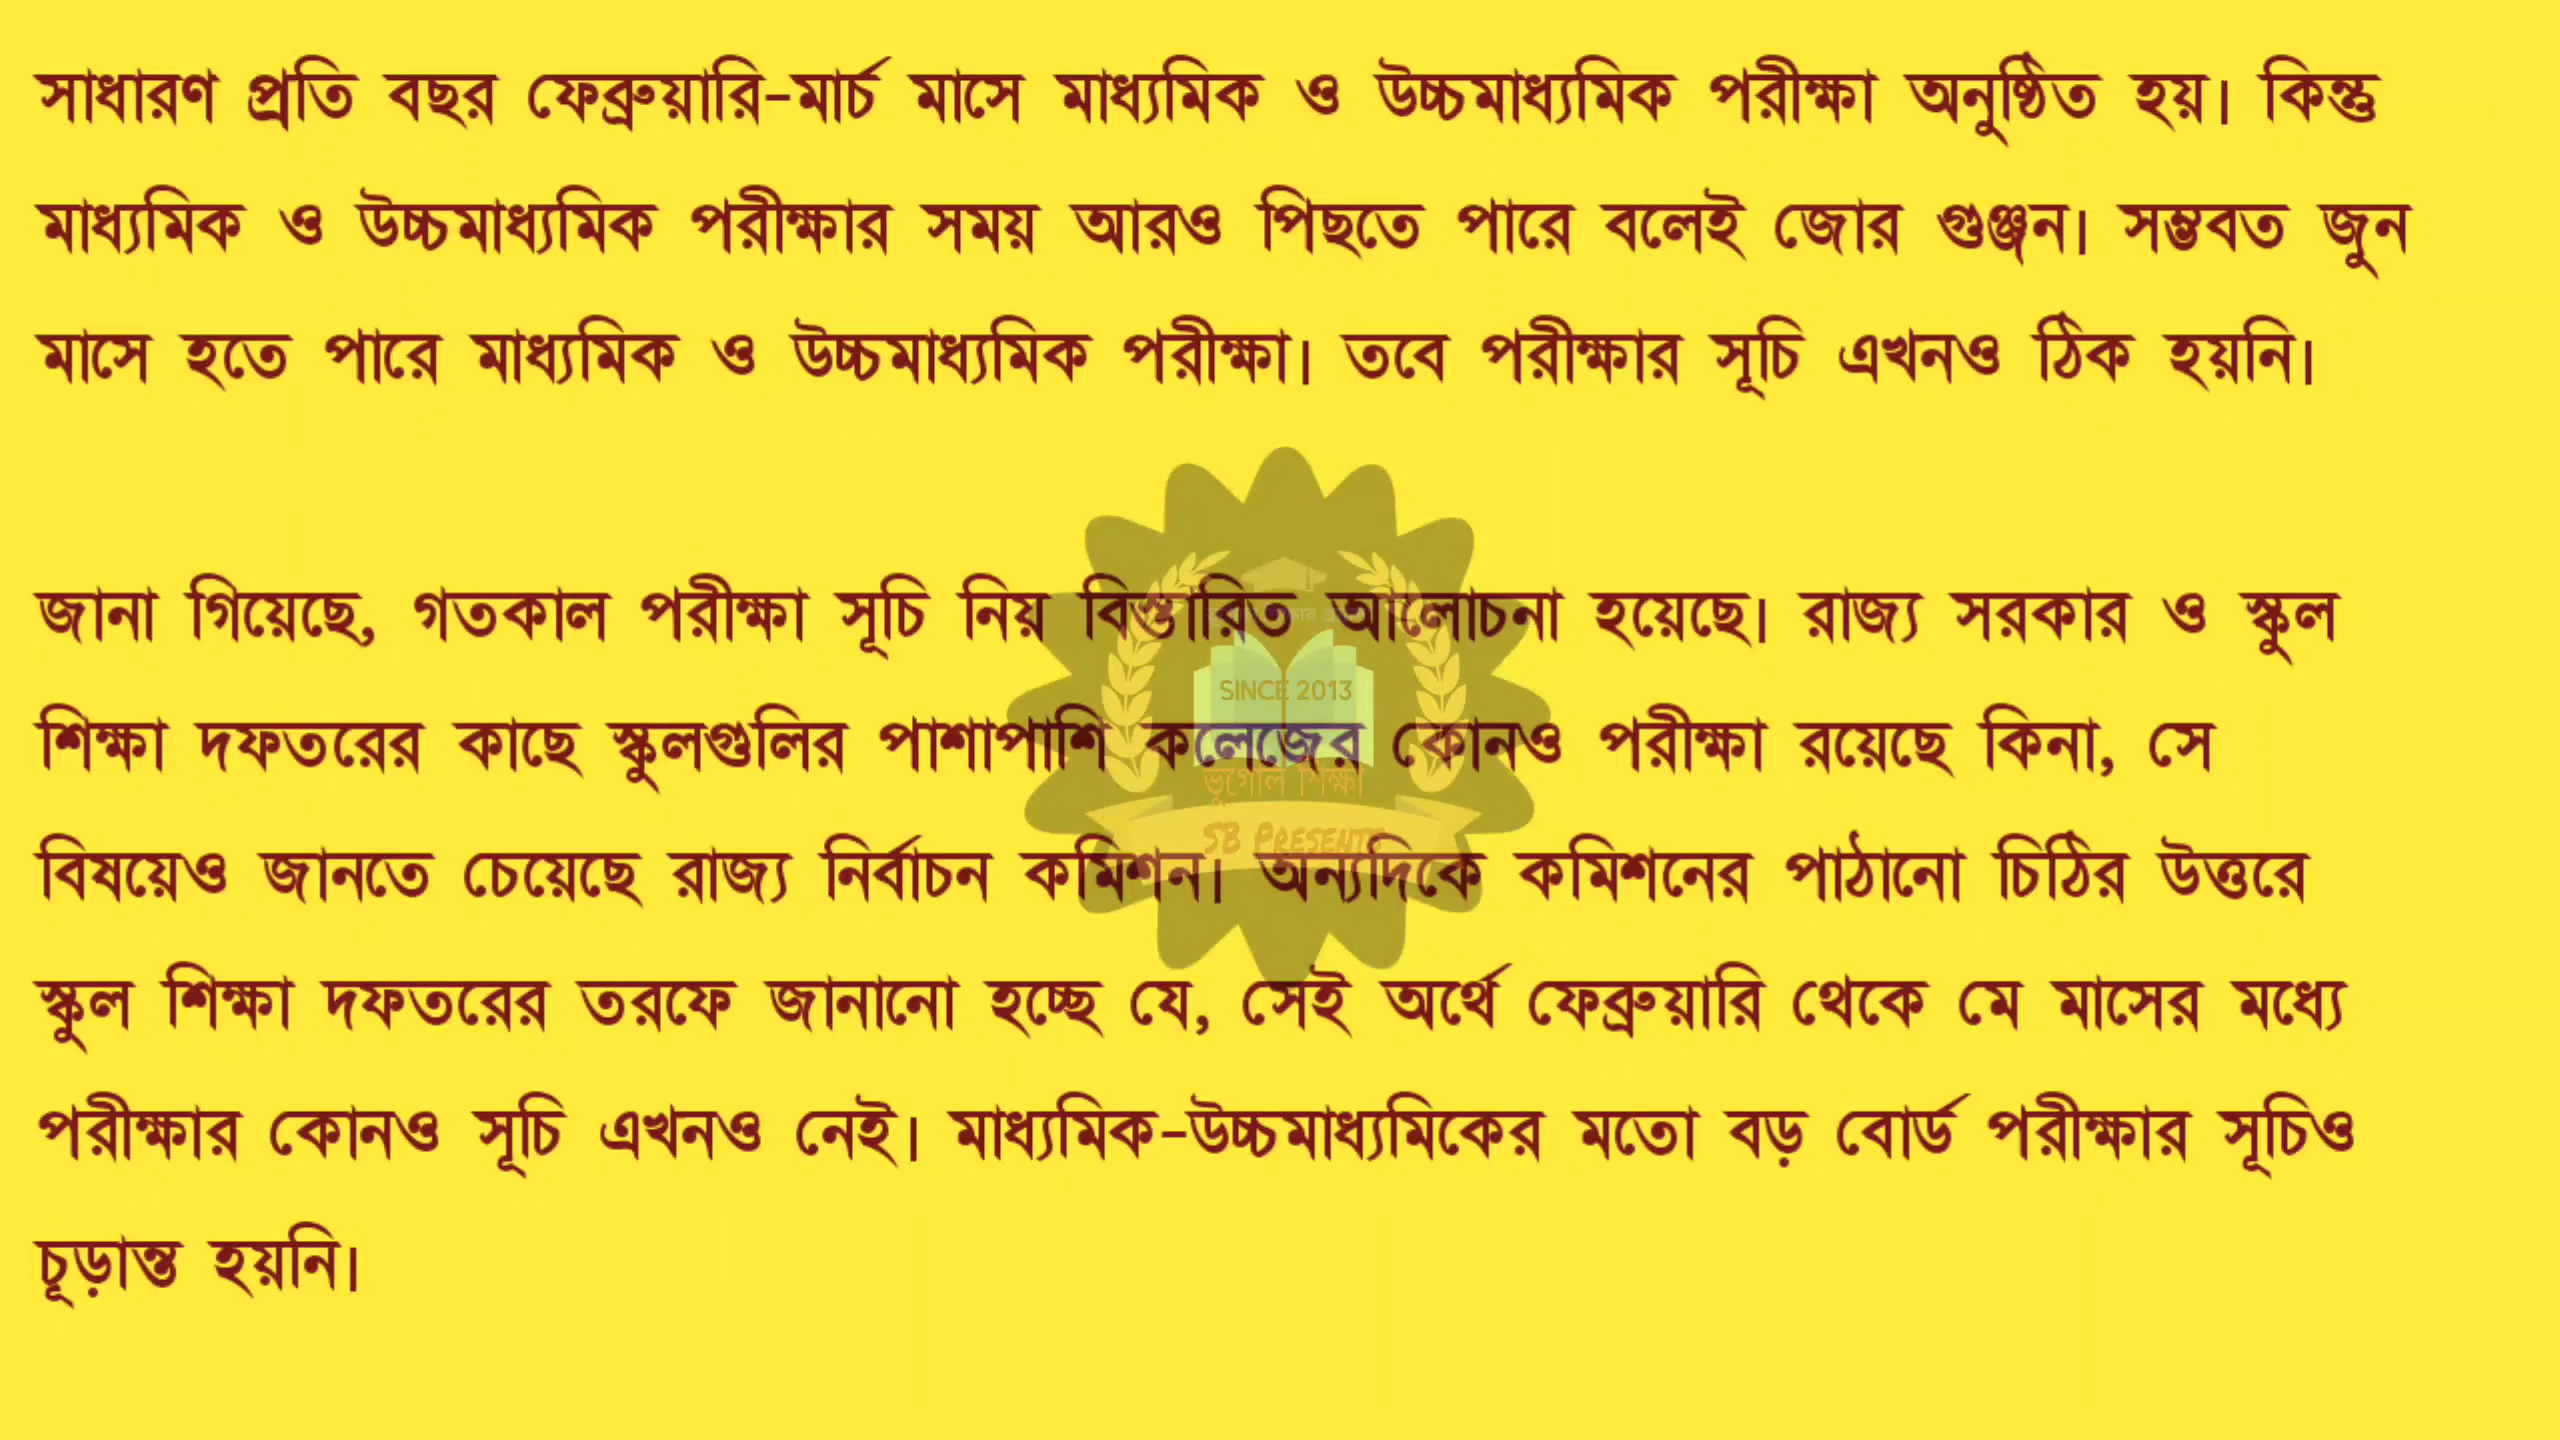 সাধারণ প্রতি বছর ফেব্রুয়ারি-মার্চ মাসে মাধ্যমিক ও উচ্চমাধ্যমিক পরীক্ষা অনুষ্ঠিত হয়। কিন্তু
মাধ্যমিক ও উচ্চমাধ্যমিক পরীক্ষার সময় আরও পিছতে পারে বলেই জোর গুঞ্জন। সম্ভবত জুন
মাসে হতে পারে মাধ্যমিক ও উচ্চমাধ্যমিক পরীক্ষা। তবে পরীক্ষার সূচি এখনও ঠিক হয়নি।
জানা গিয়েছে, গতকাল পরীক্ষা সূচি নিয় বিস্তারিত আলোচনা হয়েছে। রাজ্য সরকার ও স্কুল
SINCE 2013
শিক্ষা দফতরের কাছে স্কুলগুলির পাশাপাশি কলেজের কোনও পরীক্ষা রয়েছে কিনা, সে
ভূগোল শিক্ষা
SB PRESENTS
বিষয়েও জানতে চেয়েছে রাজ্য নির্বাচন কমিশন। অন্যদিকে কমিশনের পাঠানো চিঠির উত্তরে
স্কুল শিক্ষা দফতরের তরফে জানানো হচ্ছে যে, সেই অর্থে ফেব্রুয়ারি থেকে মে মাসের মধ্যে
পরীক্ষার কোনও সূচি এখনও নেই। মাধ্যমিক-উচ্চমাধ্যমিকের মতো বড় বোর্ড পরীক্ষার সূচিও
চূড়ান্ত হয়নি।